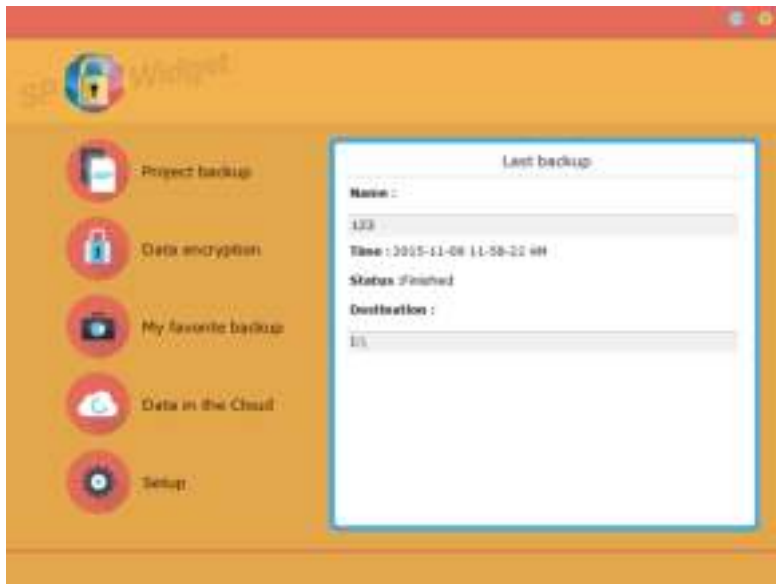 SP Widget
Project backup
Data encryption
My favorite backup
Data in the Cloud
Setup
Last backup
Name :
123
Time : 2015-11-06 11-58-22 AM
Status :Finished
Destination :